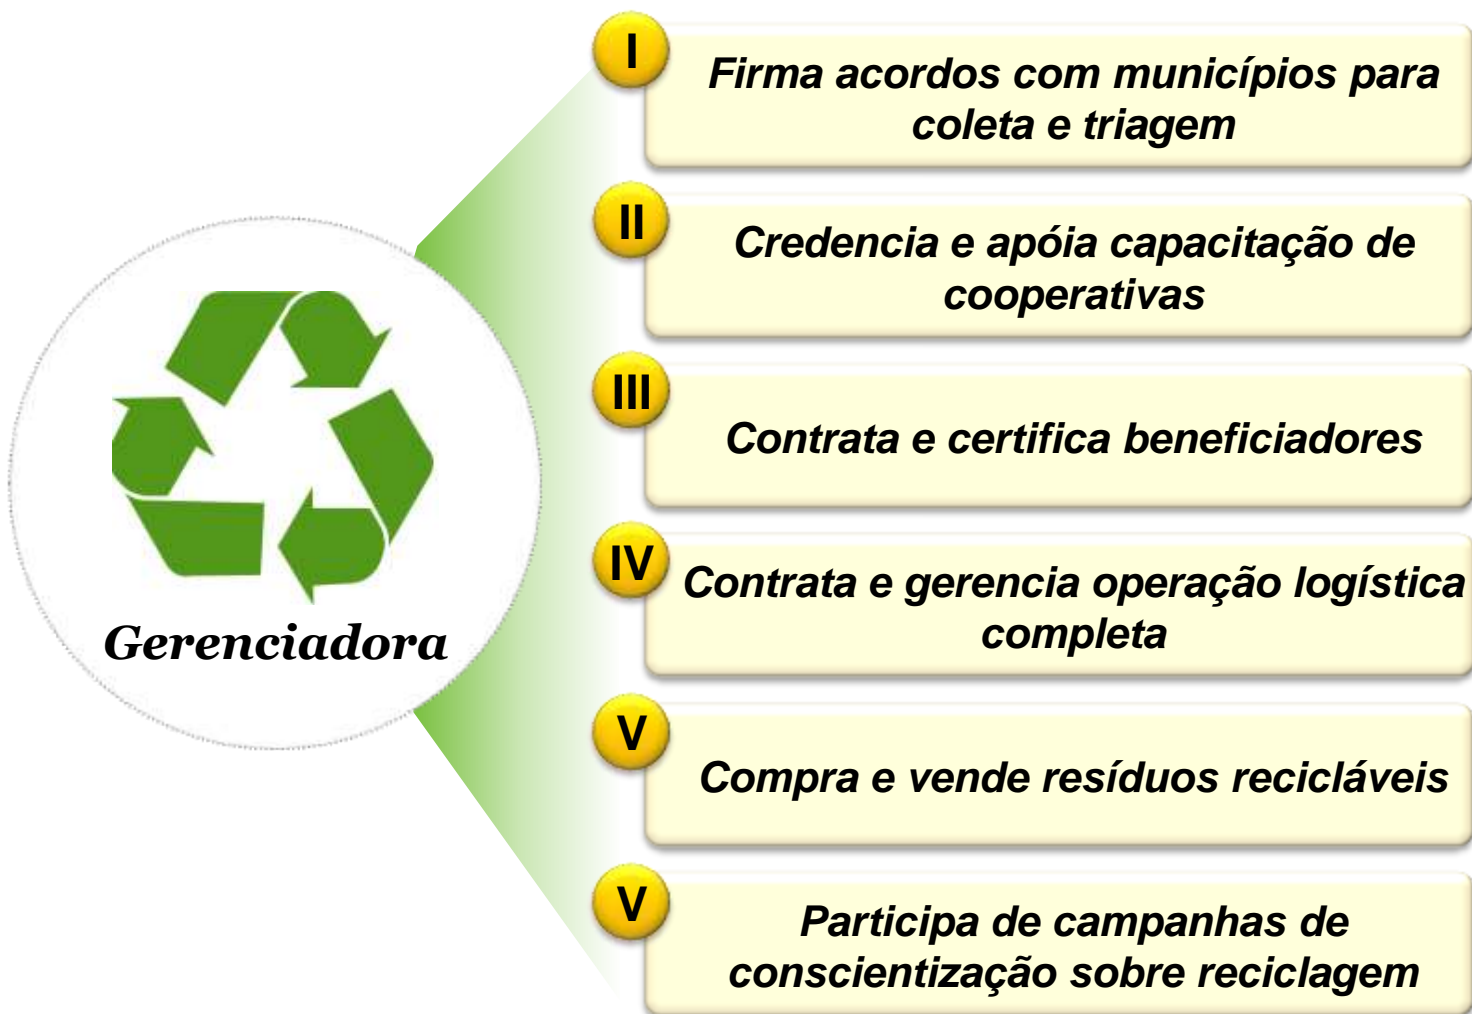 I
Firma acordos com municípios para
coleta e triagem
II
Credencia e apóia capacitação de
cooperativas
III
Contrata e certifica beneficiadores
IV
Contrata e gerencia operação logística
completa
V
Compra e vende resíduos recicláveis
V
Participa de campanhas de
conscientização sobre reciclagem
Gerenciadora